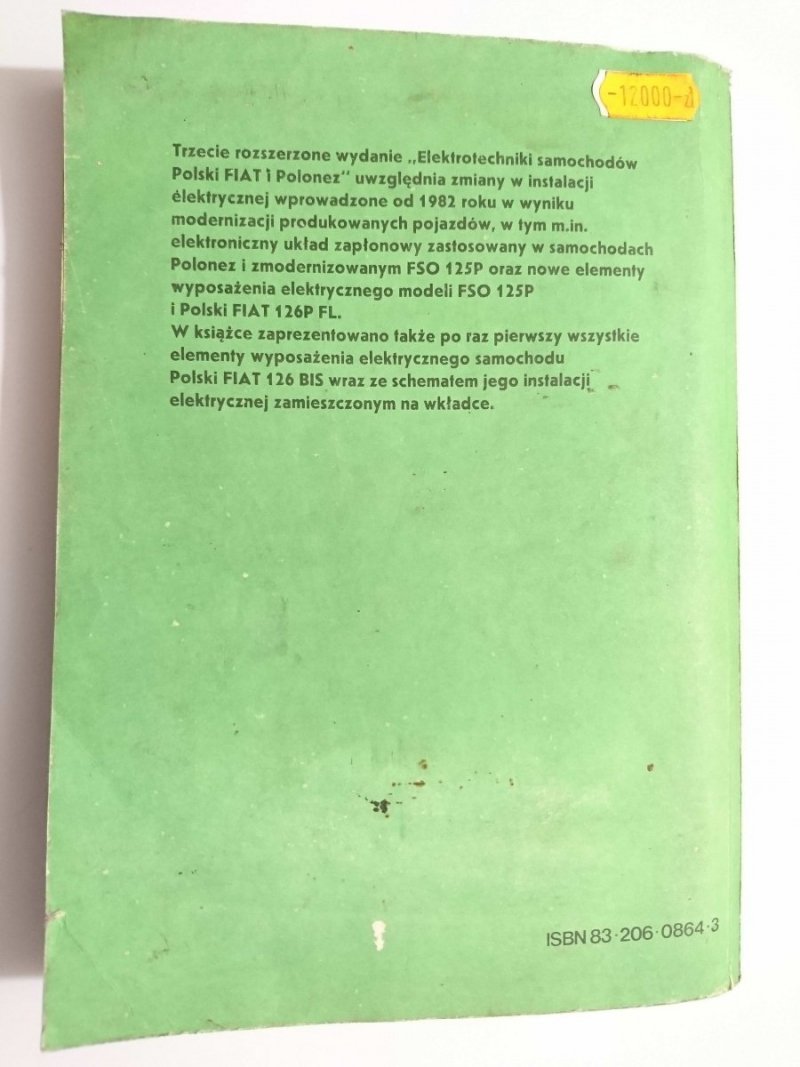 -12000-zł
Trzecie rozszerzone wydanie „Elektrotechniki samochodów
Polski FIAT i Polonez" uwzględnia zmiany w instalacji
elektrycznej wprowadzone od 1982 roku w wyniku
modernizacji produkowanych pojazdów, w tym m.in.
elektroniczny układ zapłonowy zastosowany w samochodach
Polonez i zmodernizowanym FSO 125P oraz nowe elementy
wyposażenia elektrycznego modeli FSO 125P
i Polski FIAT 126P FL.
W książce zaprezentowano także po raz pierwszy wszystkie
elementy wyposażenia elektrycznego samochodu
Polski FIAT 126 BIS wraz ze schematem jego instalacji
elektrycznej zamieszczonym na wkładce.
ISBN 83-206-0864-3